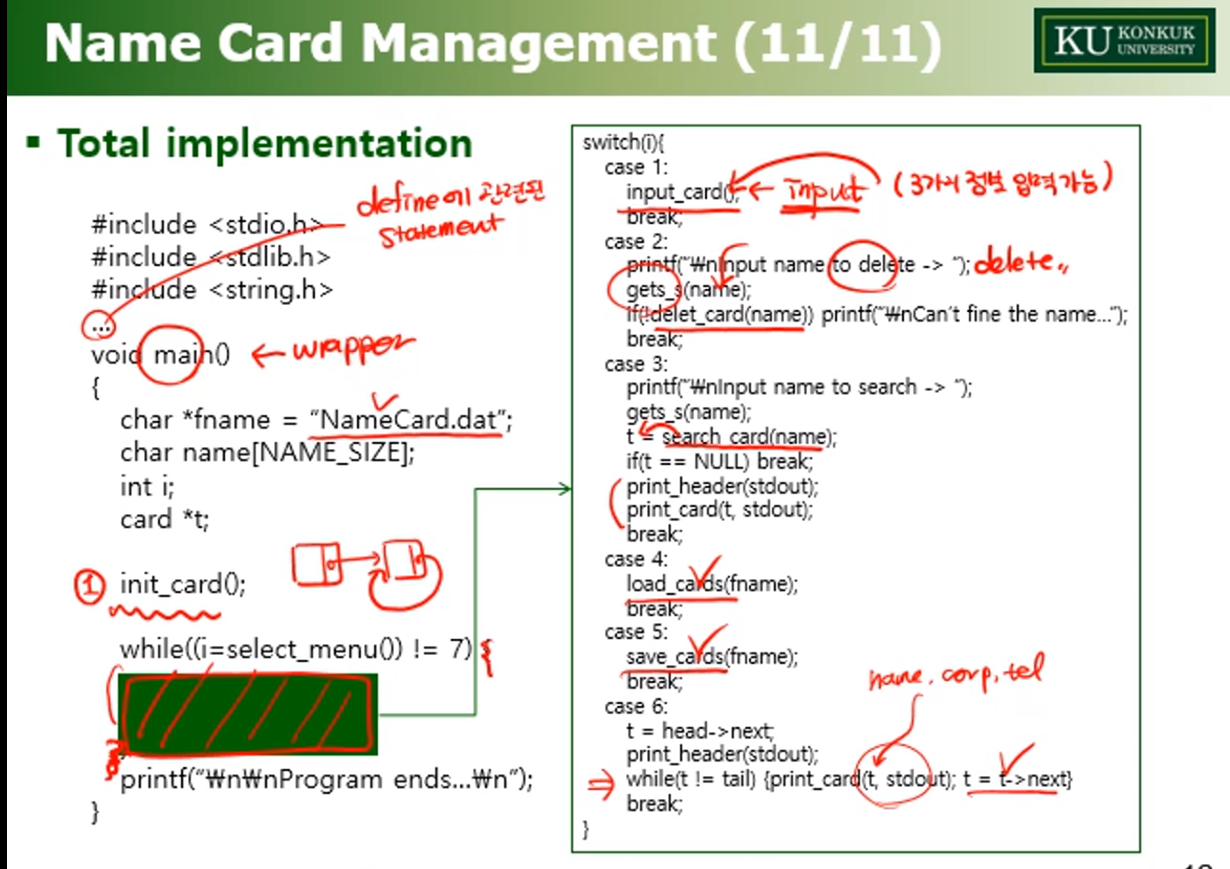 Name Card Management (11/11)
KU KONKUK
UNIVERSITY
▪ Total implementation
define에 관련된
statement
#include <stdio.h>
#include <stdlib.h>
#include <string.h>
...
void main() ← wrapper
{
char *fname = “NameCard.dat”;
char name[NAME_SIZE];
int i;
card *t;
① init_card();
while((i=select_menu()) != 7) {
}
printf(“₩n₩nProgram ends...₩n”);
}
switch(i){
case 1:
input_card(); ← input (3가지 정보 입력가능)
break;
case 2:
printf(“₩nInput name to delete -> ”); delete
gets_s(name);
if(!delet_card(name)) printf(“₩nCan’t fine the name...”);
break;
case 3:
printf(“₩nInput name to search -> ”);
gets_s(name);
t = search_card(name);
if(t == NULL) break;
print_header(stdout);
print_card(t, stdout);
break;
case 4:
load_cards(fname);
break;
case 5:
save_cards(fname);
break;
name, corp, tel
case 6:
t = head->next;
print_header(stdout);
⇒ while(t != tail) {print_card(t, stdout); t = t->next}
break;
}